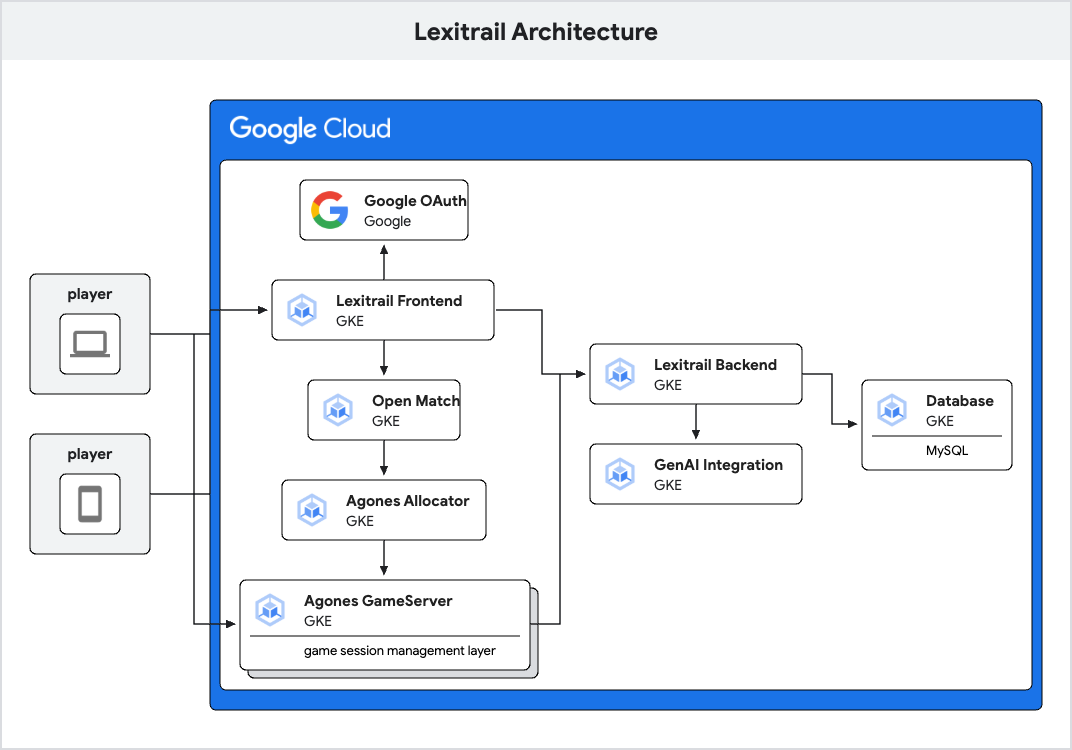 Lexitrail Architecture
Google Cloud
Google OAuth
Google
player
Lexitrail Frontend
GKE
Lexitrail Backend
GKE
Open Match
GKE
Database
GKE
MySQL
player
GenAI Integration
GKE
Agones Allocator
GKE
Agones GameServer
GKE
game session management layer